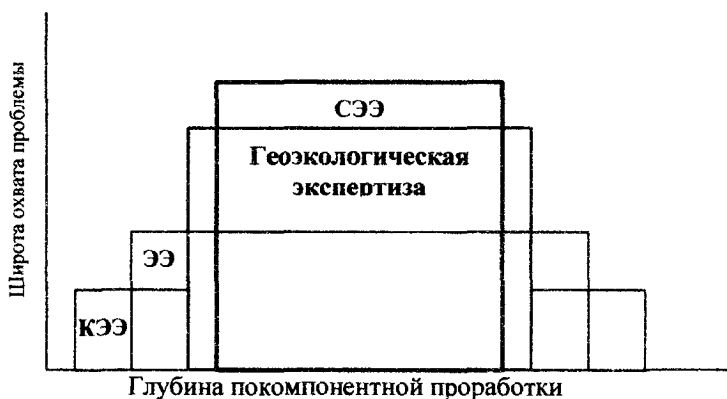 Широта охвата проблемы
СЭЭ
Геоэкологическая
экспертиза
ЭЭ
КЭЭ
Глубина покомпонентной проработки